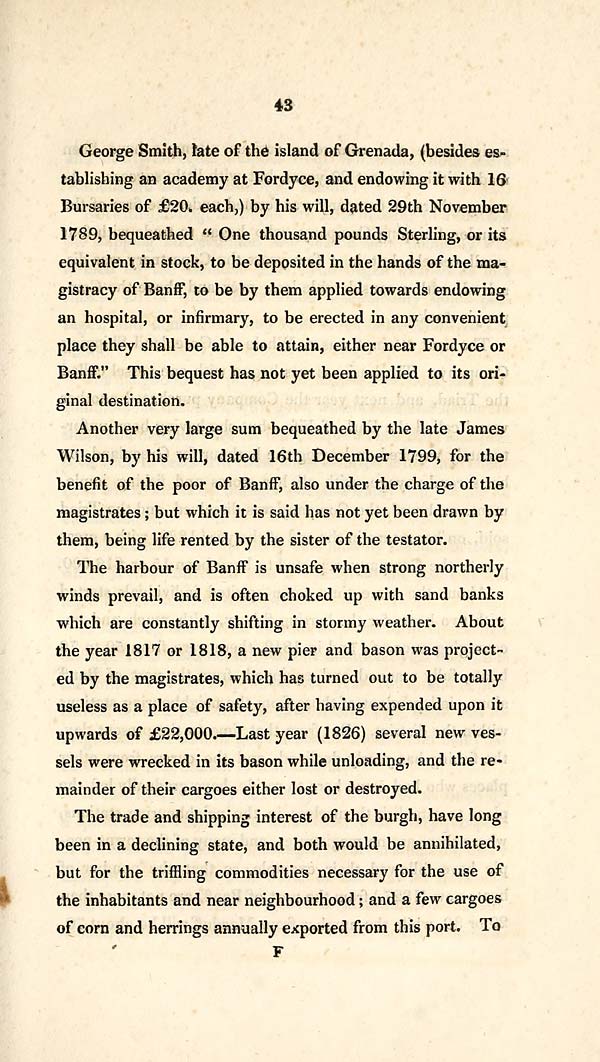 43
George Smith, late of the island of Grenada, (besides es-
tablishing an academy at Fordyce, and endowing it with 16
Bursaries of £20. each,) by his will, dated 29th November
1789, bequeathed “ One thousand pounds Sterling, or its
equivalent in stock, to be deposited in the hands of the ma-
gistracy of Banff, to be by them applied towards endowing
an hospital, or infirmary, to be erected in any convenient
place they shall be able to attain, either near Fordyce or
Banff.” This bequest has not yet been applied to its ori-
ginal destination.
Another very large sum bequeathed by the late James
Wilson, by his will, dated 16th December 1799, for the
benefit of the poor of Banff, also under the charge of the
magistrates ; but which it is said has not yet been drawn by
them, being life rented by the sister of the testator.
The harbour of Banff is unsafe when strong northerly
winds prevail, and is often choked up with sand banks
which are constantly shifting in stormy weather. About
the year 1817 or 1818, a new pier and bason was project-
ed by the magistrates, which has turned out to be totally
useless as a place of safety, after having expended upon it
upwards of £22,000.—Last year (1826) several new ves-
sels were wrecked in its bason while unloading, and the re-
mainder of their cargoes either lost or destroyed.
The trade and shipping interest of the burgh, have long
been in a declining state, and both would be annihilated,
but for the triffling commodities necessary for the use of
the inhabitants and near neighbourhood ; and a few cargoes
of corn and herrings annually exported from this port. To
F